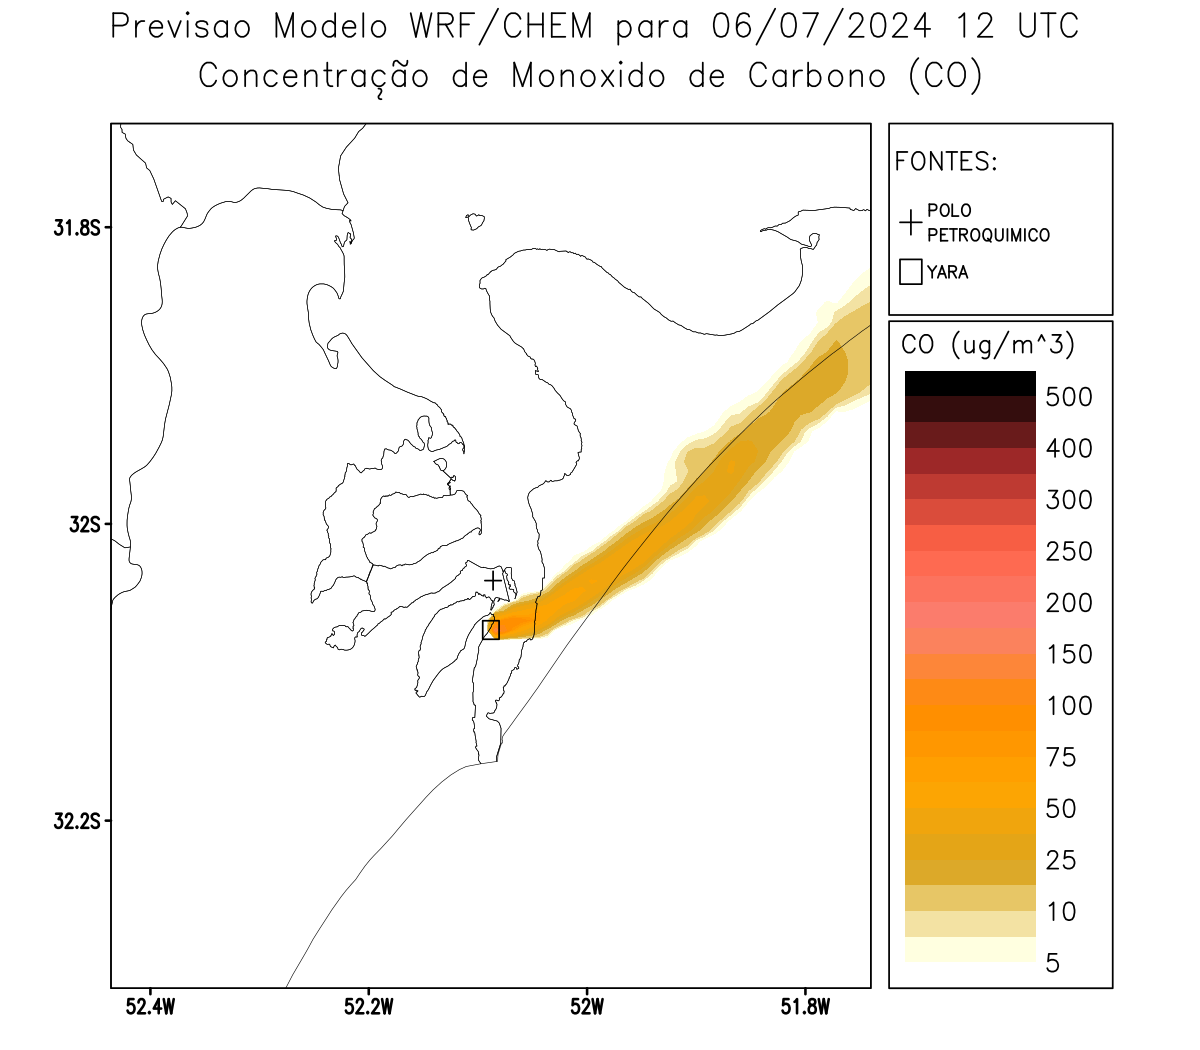 Previsao Modelo WRF/CHEM para 06/07/2024 12 UTC
Concentração de Monoxido de Carbono (CO)
FONTES:
POLO
PETROQUIMICO
YARA
CO (ug/m^3)
500
400
300
250
200
150
100
75
50
25
10
5
31.8S
32S
32.2S
52.4W
52.2W
52W
51.8W